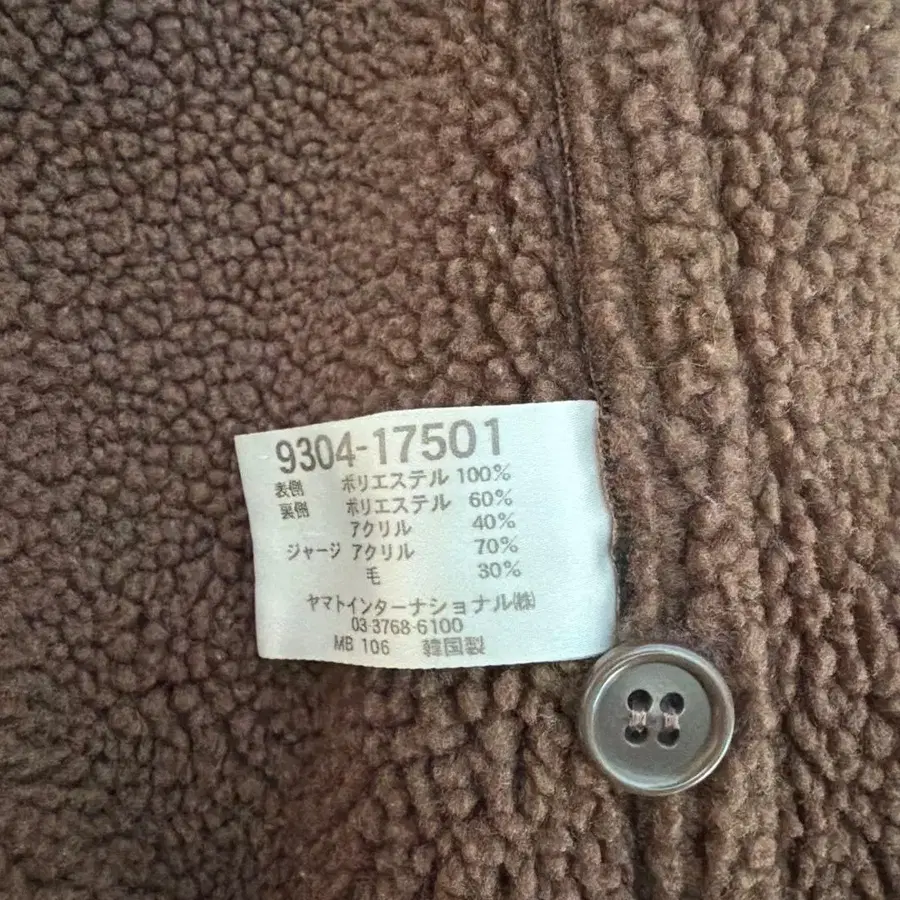 9304-17501
表側 ポリエステル 100%
裏側 ポリエステル 60%
アクリル 40%
ジャージ アクリル 70%
毛 30%
ヤマトインターナショナル(株)
03-3768-6100
MB 106 韓国製